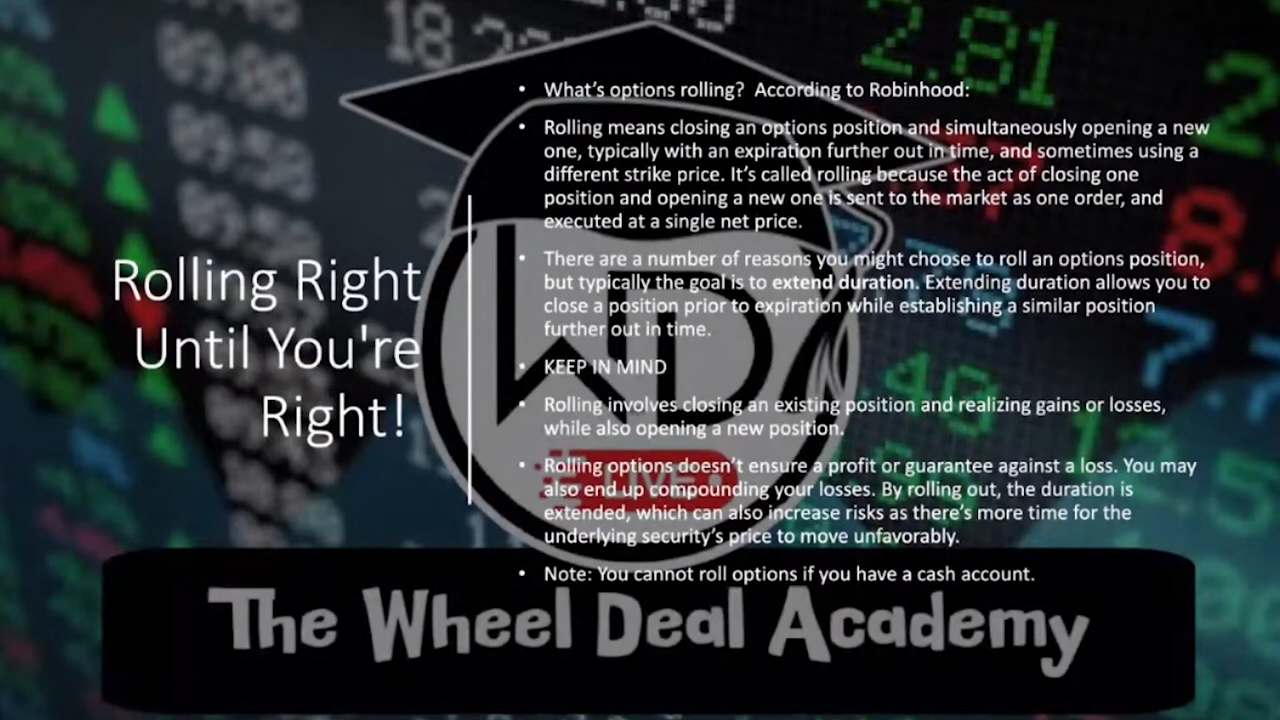 Rolling Right
Until You're
Right!
• What's options rolling?  According to Robinhood:
• Rolling means closing an options position and simultaneously opening a new
one, typically with an expiration further out in time, and sometimes using a
different strike price. It's called rolling because the act of closing one
position and opening a new one is sent to the market as one order, and
executed at a single net price.
• There are a number of reasons you might choose to roll an options position,
but typically the goal is to extend duration. Extending duration allows you to
close a position prior to expiration while establishing a similar position
further out in time.
• KEEP IN MIND
• Rolling involves closing an existing position and realizing gains or losses,
while also opening a new position.
• Rolling options doesn't ensure a profit or guarantee against a loss. You may
also end up compounding your losses. By rolling out, the duration is
extended, which can also increase risks as there's more time for the
underlying security's price to move unfavorably.
• Note: You cannot roll options if you have a cash account.
WD
LIVE
The Wheel Deal Academy
2.81
18
09:00